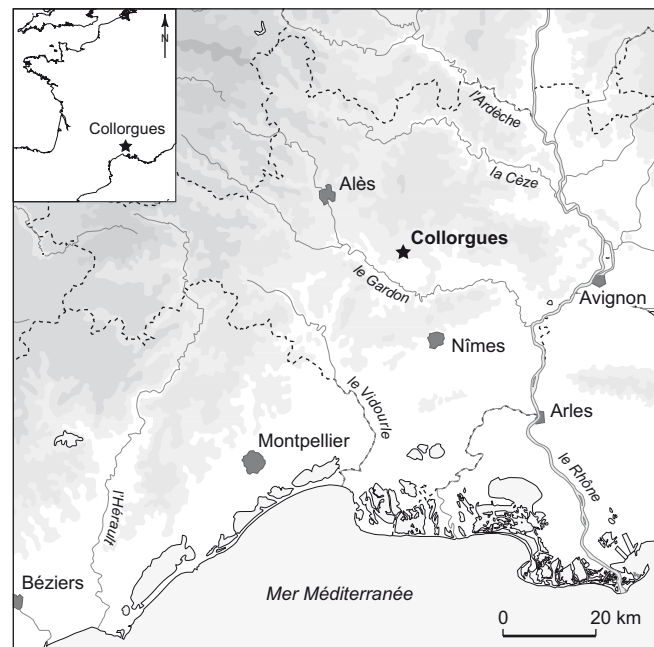 N
Collorgues
l'Ardèche
la Cèze
Alès
Collorgues
le Gardon
Avignon
Nîmes
le Vidourle
Arles
Montpellier
le Rhône
l'Hérault
Béziers
Mer Méditerranée
0 20 km